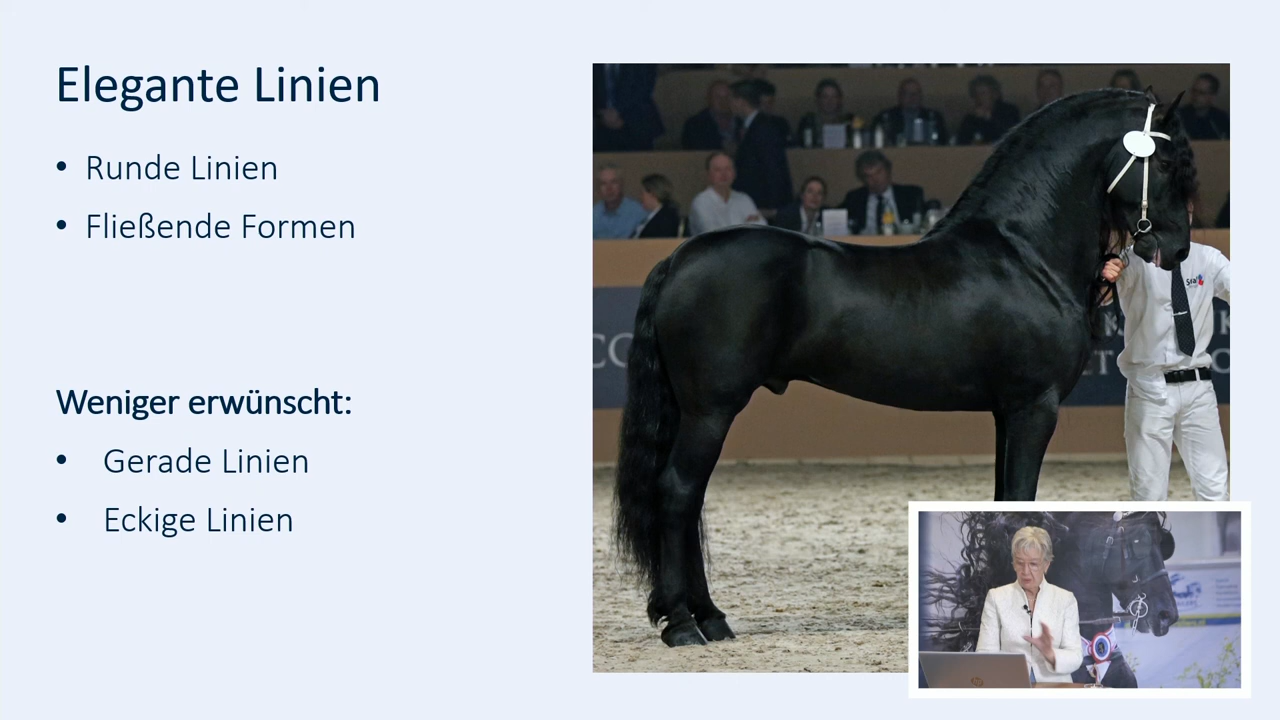 Elegante Linien
• Runde Linien
• Fließende Formen
Weniger erwünscht:
• Gerade Linien
• Eckige Linien